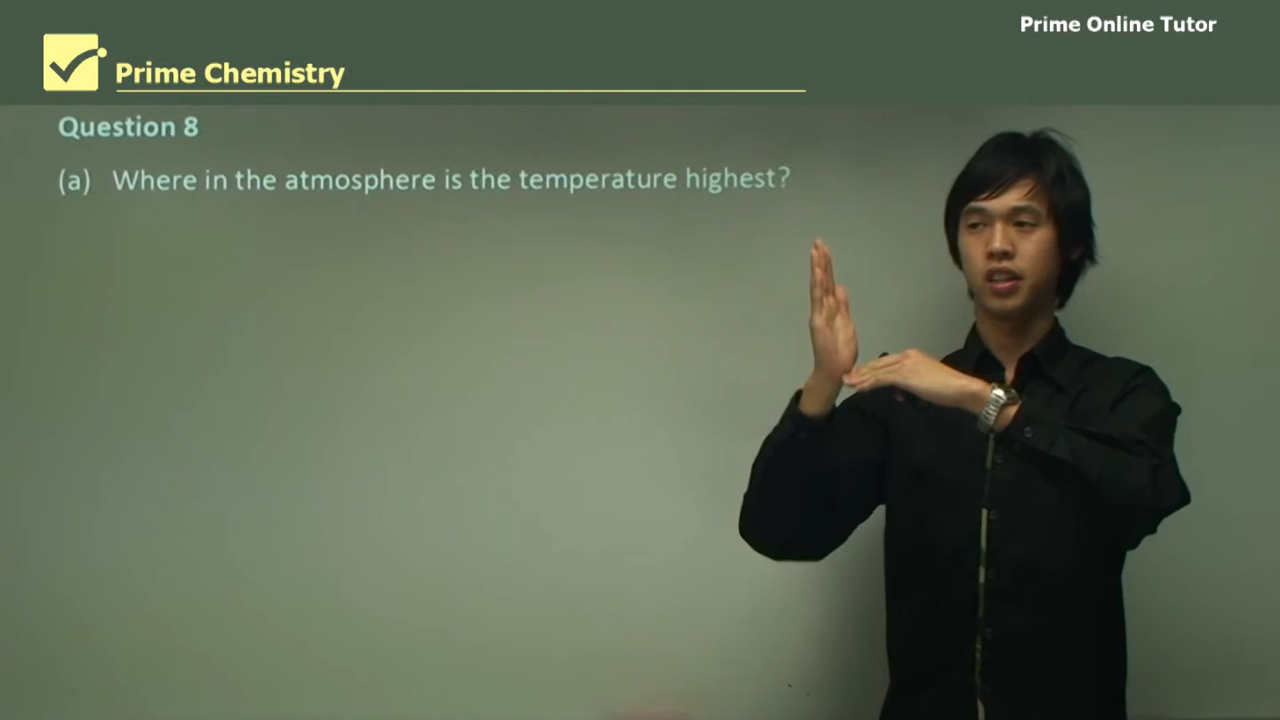 Prime Online Tutor
Prime Chemistry
Question 8
(a) Where in the atmosphere is the temperature highest?